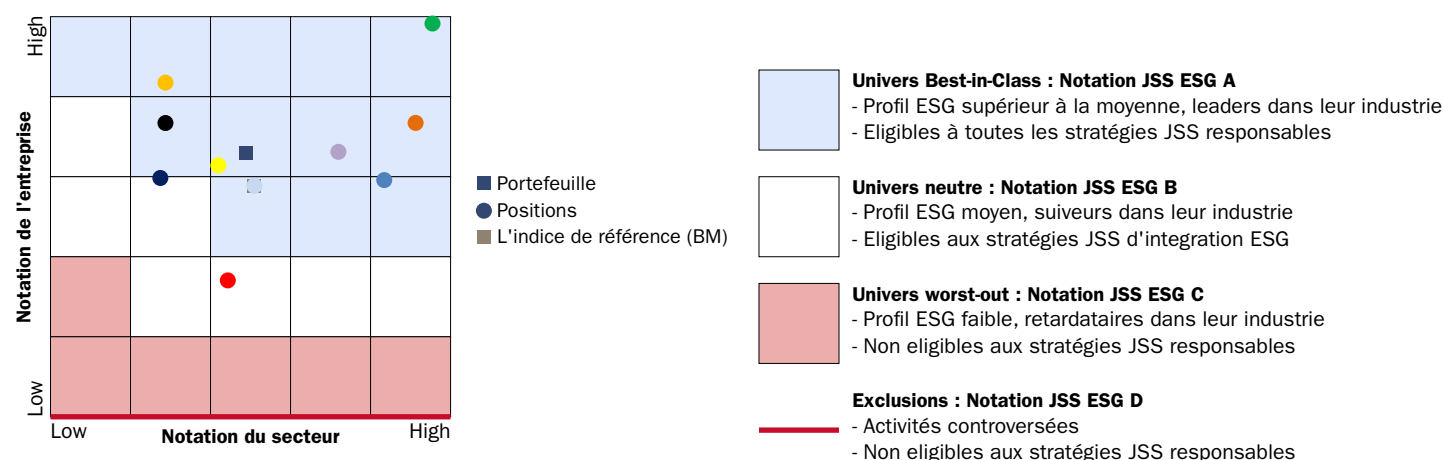 High
Notation de l'entreprise
Low
Low
Notation du secteur
High
Portefeuille
Positions
L'indice de référence (BM)
Univers Best-in-Class : Notation JSS ESG A
- Profil ESG supérieur à la moyenne, leaders dans leur industrie
- Eligibles à toutes les stratégies JSS responsables
Univers neutre : Notation JSS ESG B
- Profil ESG moyen, suiveurs dans leur industrie
- Eligibles aux stratégies JSS d'integration ESG
Univers worst-out : Notation JSS ESG C
- Profil ESG faible, retardataires dans leur industrie
- Non eligibles aux stratégies JSS responsables
Exclusions : Notation JSS ESG D
- Activités controversées
- Non eligibles aux stratégies JSS responsables